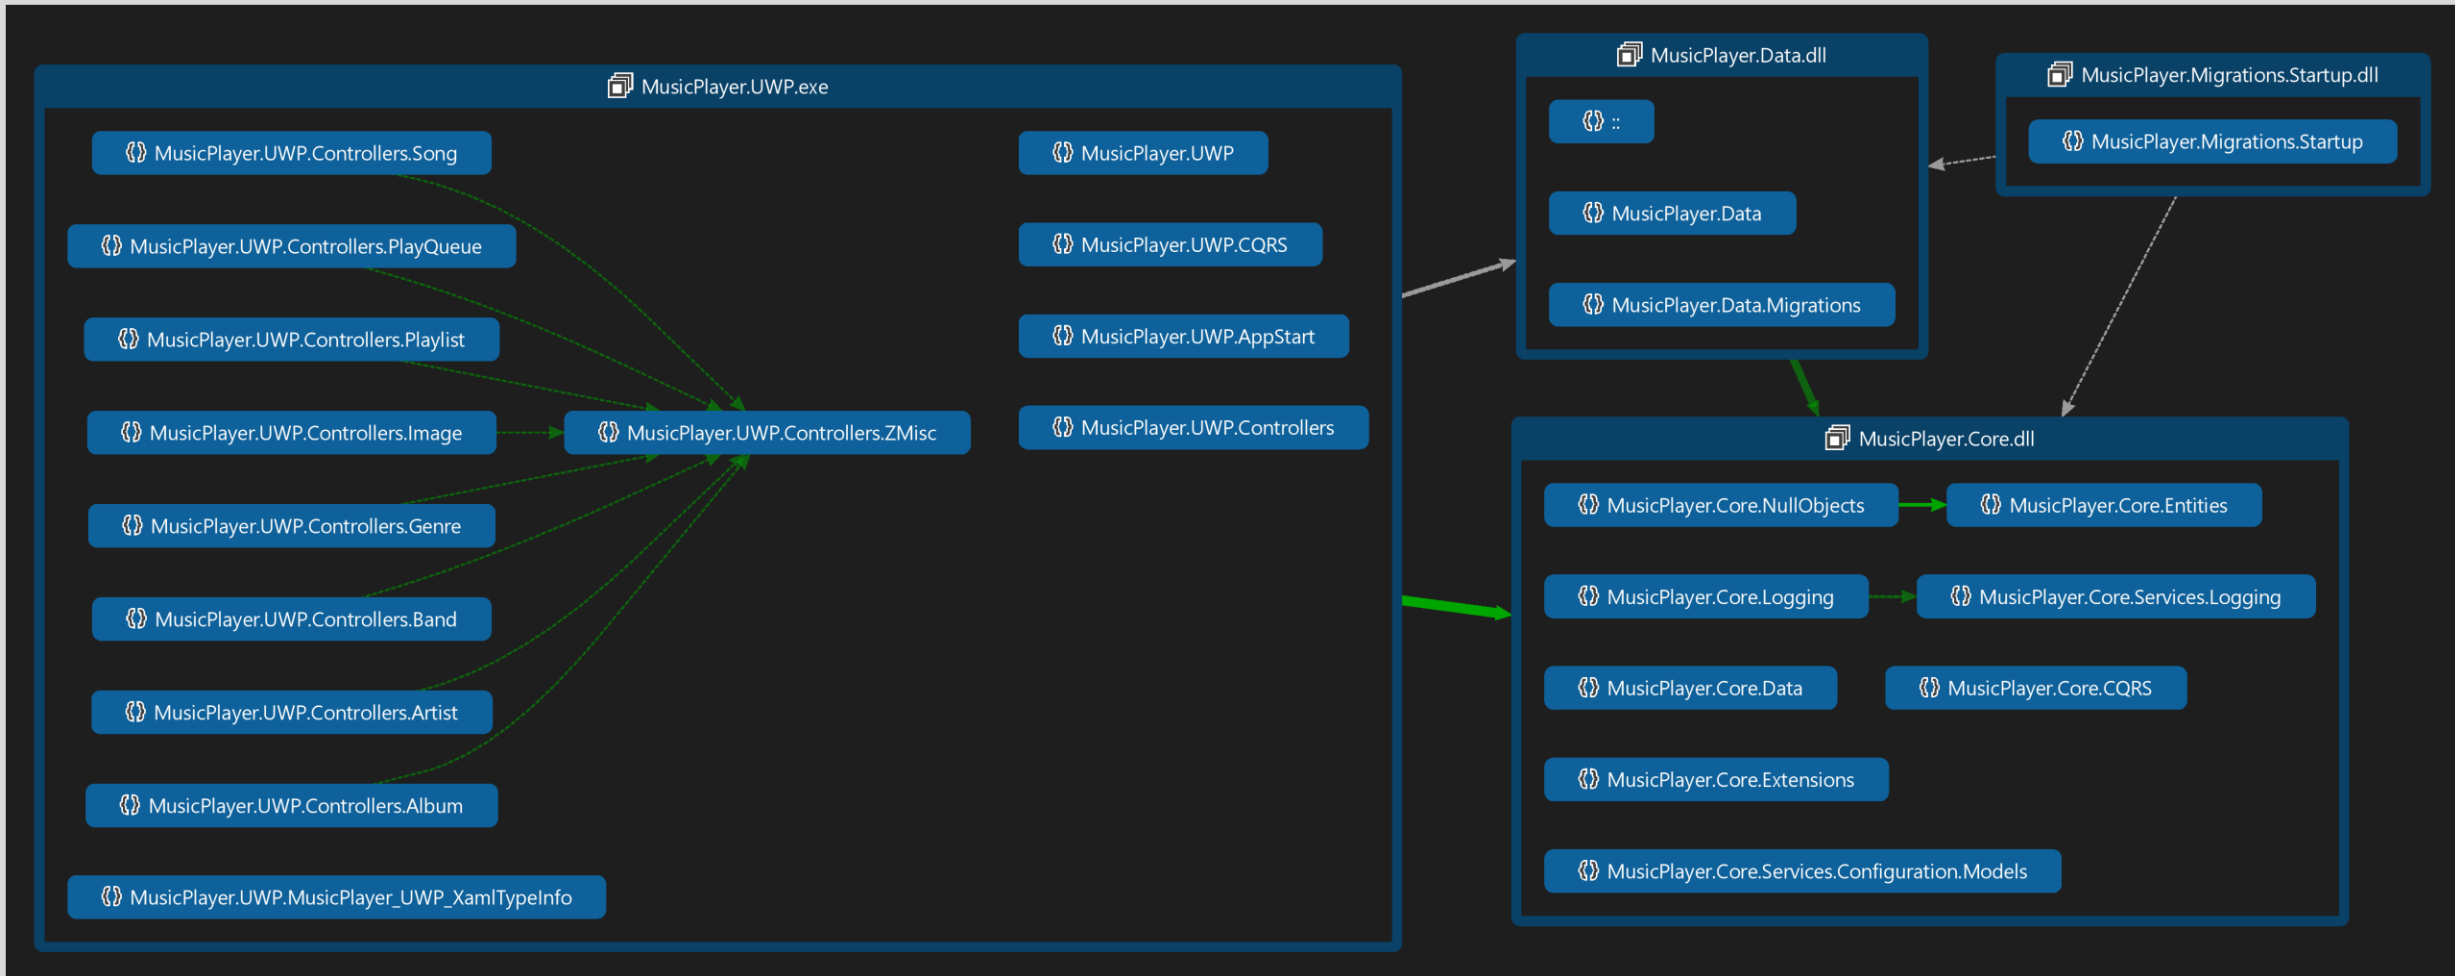 MusicPlayer.UWP.exe
MusicPlayer.UWP.Controllers.Song
MusicPlayer.UWP.Controllers.PlayQueue
MusicPlayer.UWP.Controllers.Playlist
MusicPlayer.UWP.Controllers.Image
MusicPlayer.UWP.Controllers.Genre
MusicPlayer.UWP.Controllers.Band
MusicPlayer.UWP.Controllers.Artist
MusicPlayer.UWP.Controllers.Album
MusicPlayer.UWP.MusicPlayer_UWP_XamlTypeInfo
MusicPlayer.UWP.Controllers.ZMisc
MusicPlayer.UWP
MusicPlayer.UWP.CQRS
MusicPlayer.UWP.AppStart
MusicPlayer.UWP.Controllers
MusicPlayer.Data.dll
::
MusicPlayer.Data
MusicPlayer.Data.Migrations
MusicPlayer.Migrations.Startup.dll
MusicPlayer.Migrations.Startup
MusicPlayer.Core.dll
MusicPlayer.Core.NullObjects
MusicPlayer.Core.Entities
MusicPlayer.Core.Logging
MusicPlayer.Core.Services.Logging
MusicPlayer.Core.Data
MusicPlayer.Core.CQRS
MusicPlayer.Core.Extensions
MusicPlayer.Core.Services.Configuration.Models